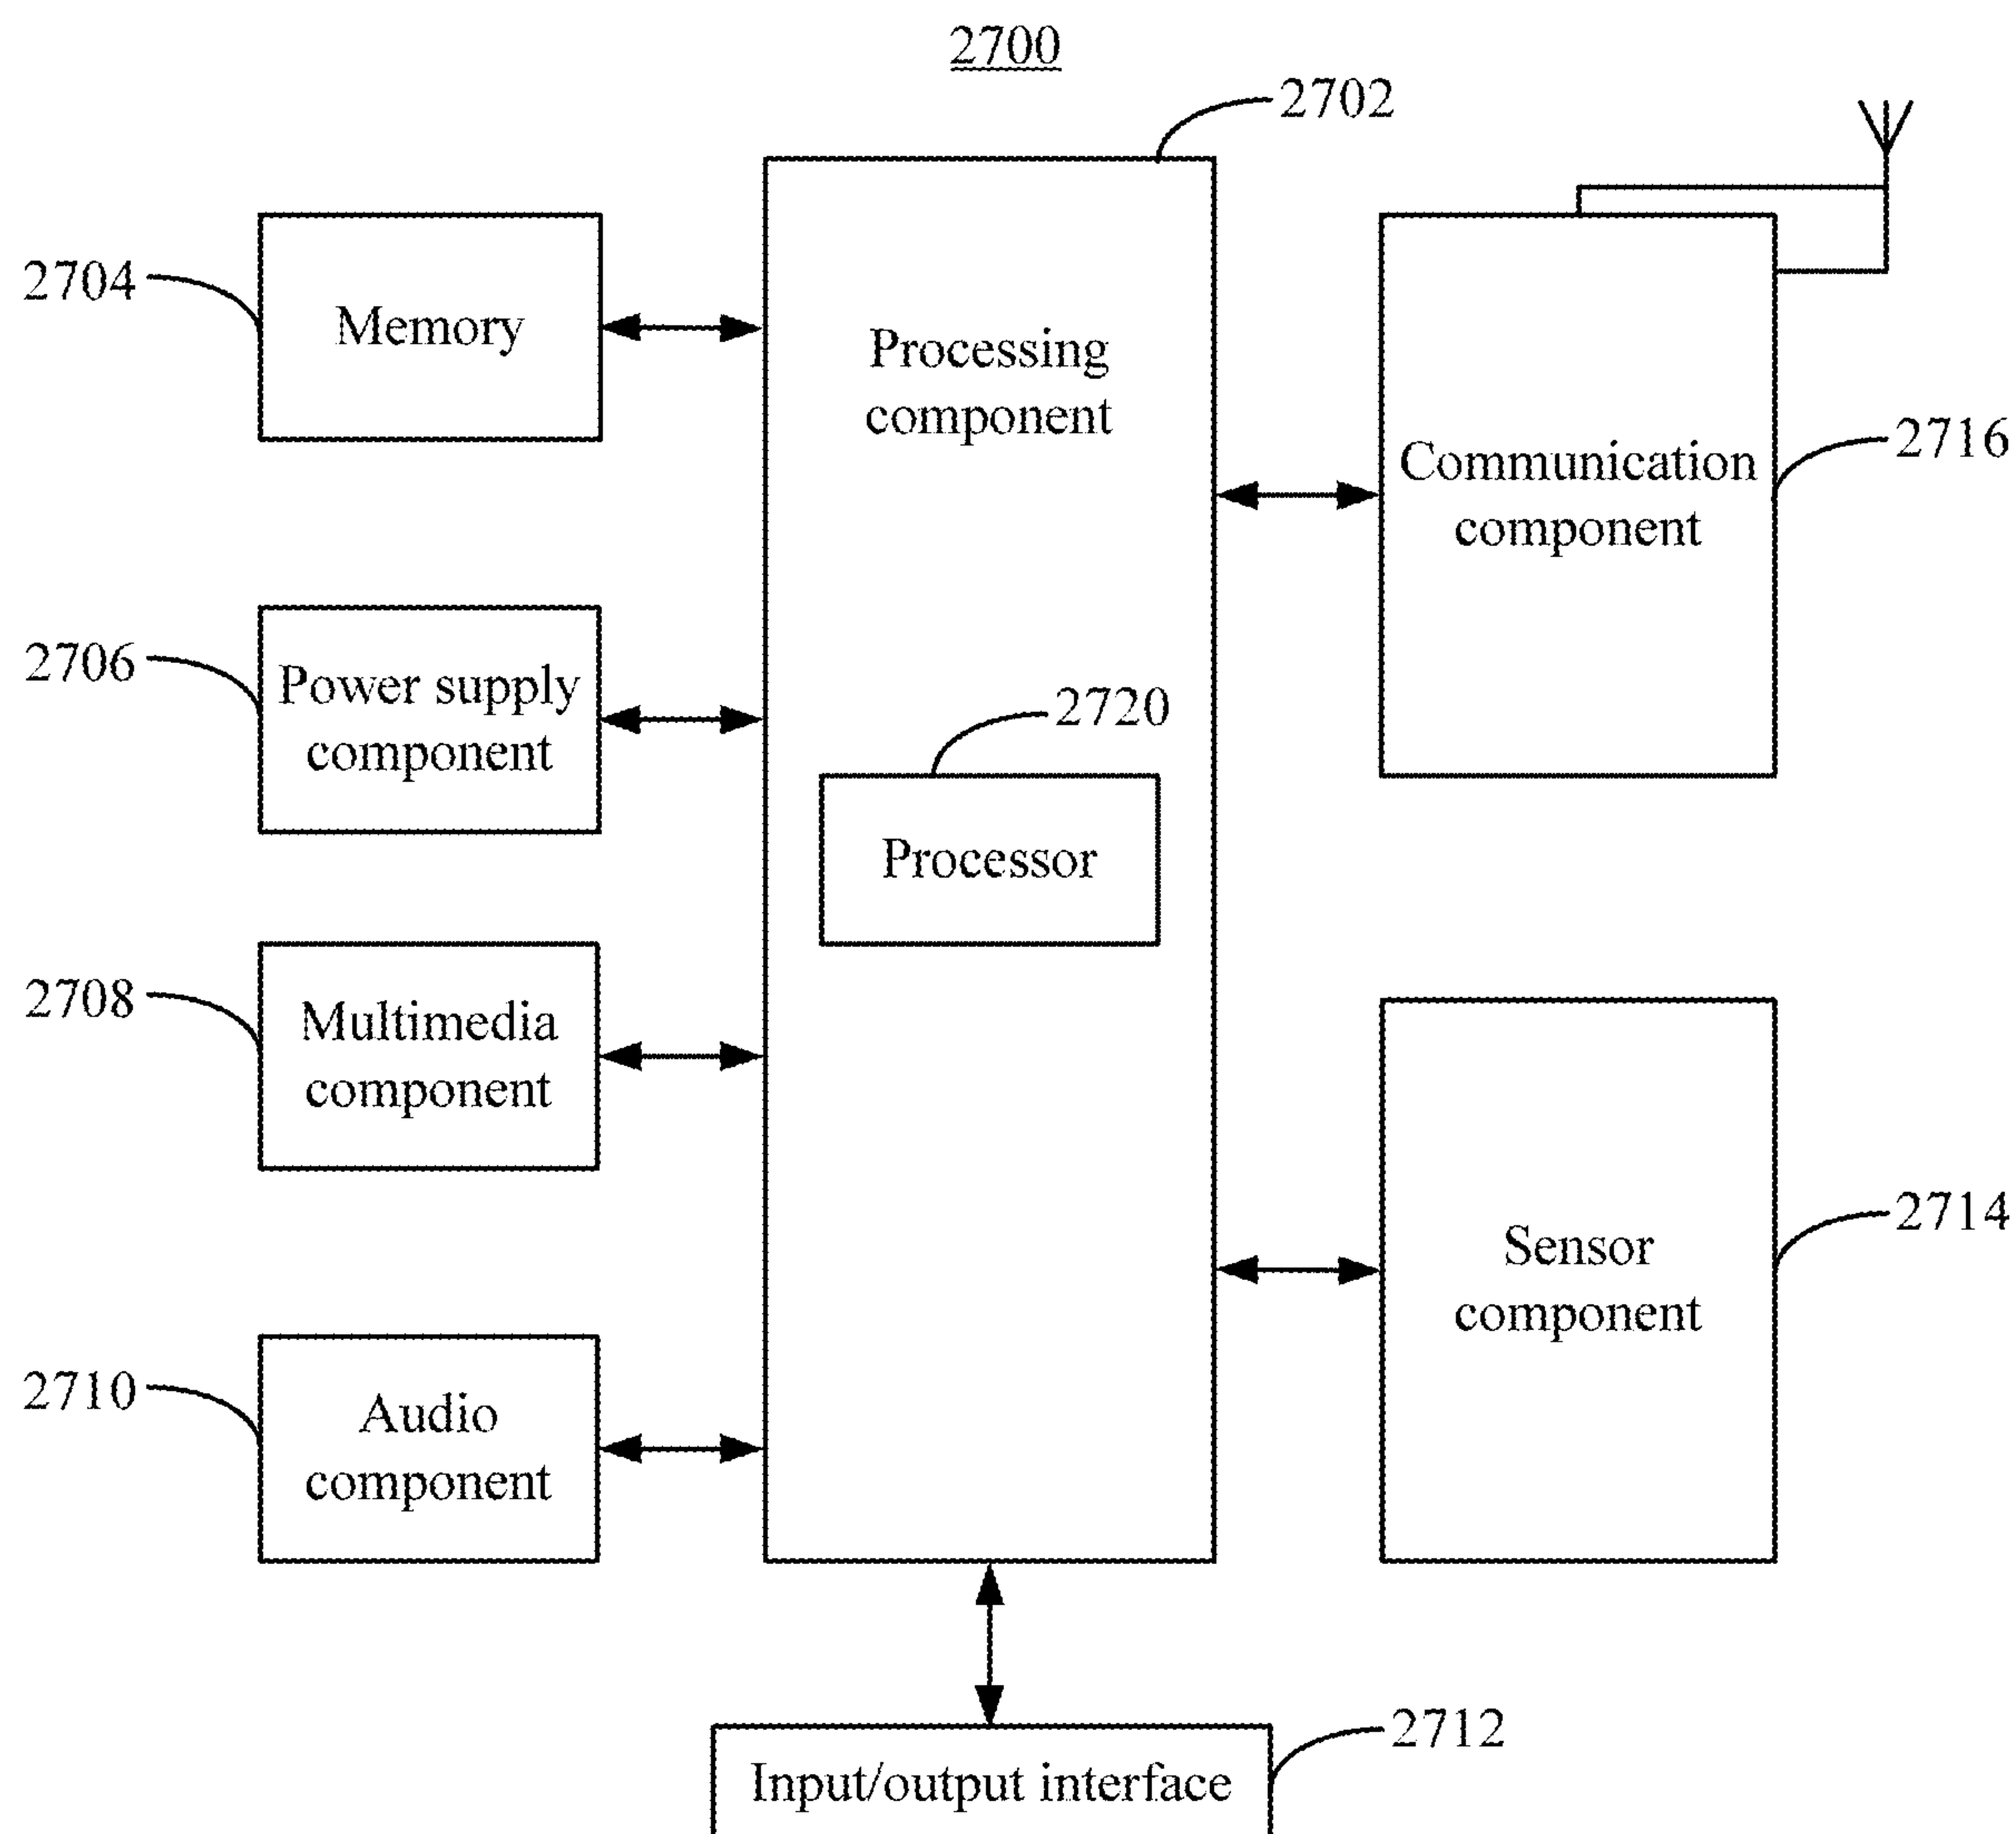 2700
2702
2704
Memory
Processing
component
Communication
component
2716
2706
Power supply
component
2720
Processor
2708
Multimedia
component
Sensor
component
2714
2710
Audio
component
2712
Input/output interface